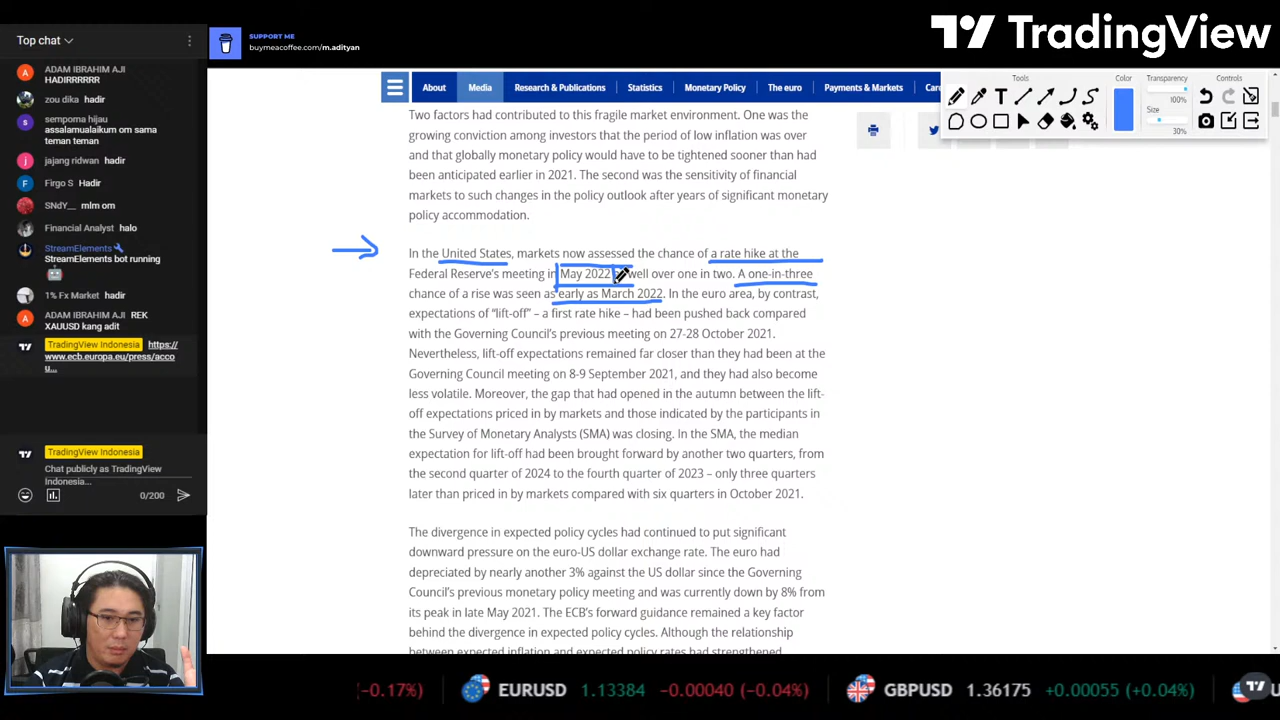 Top chat
ADAM IBRAHIM AJI
HADIRRRRRR
zou dika hadir
sempoma hijau
assalamualaikum om sama
teman teman
jajang ridwan hadir
Firgo S Hadir
SNdY__ mlm om
Financial Analyst halo
StreamElements
StreamElements bot running
1% Fx Market hadir
ADAM IBRAHIM AJI REK
XAUUSD kang adit
TradingView Indonesia https://
www.ecb.europa.eu/press/acco
u...
TradingView Indonesia
Chat publicly as TradingView
Indonesia...
0/200
SUPPORT ME
buymeacoffee.com/m.adityan
TradingView
About Media Research & Publications Statistics Monetary Policy The euro Payments & Markets
Tools Color Transparency Controls
100%
Size
30%
Two factors had contributed to this fragile market environment. One was the
growing conviction among investors that the period of low inflation was over
and that globally monetary policy would have to be tightened sooner than had
been anticipated earlier in 2021. The second was the sensitivity of financial
markets to such changes in the policy outlook after years of significant monetary
policy accommodation.
In the United States, markets now assessed the chance of a rate hike at the
Federal Reserve's meeting in May 2022 well over one in two. A one-in-three
chance of a rise was seen as early as March 2022. In the euro area, by contrast,
expectations of “lift-off” – a first rate hike – had been pushed back compared
with the Governing Council's previous meeting on 27-28 October 2021.
Nevertheless, lift-off expectations remained far closer than they had been at the
Governing Council meeting on 8-9 September 2021, and they had also become
less volatile. Moreover, the gap that had opened in the autumn between the lift-
off expectations priced in by markets and those indicated by the participants in
the Survey of Monetary Analysts (SMA) was closing. In the SMA, the median
expectation for lift-off had been brought forward by another two quarters, from
the second quarter of 2024 to the fourth quarter of 2023 – only three quarters
later than priced in by markets compared with six quarters in October 2021.
The divergence in expected policy cycles had continued to put significant
downward pressure on the euro-US dollar exchange rate. The euro had
depreciated by nearly another 3% against the US dollar since the Governing
Council's previous monetary policy meeting and was currently down by 8% from
its peak in late May 2021. The ECB's forward guidance remained a key factor
behind the divergence in expected policy cycles. Although the relationship
between expected inflation and expected policy rates had strengthened
(−0.17%) EURUSD 1.13384 −0.00040 (−0.04%) GBPUSD 1.36175 +0.00055 (+0.04%)